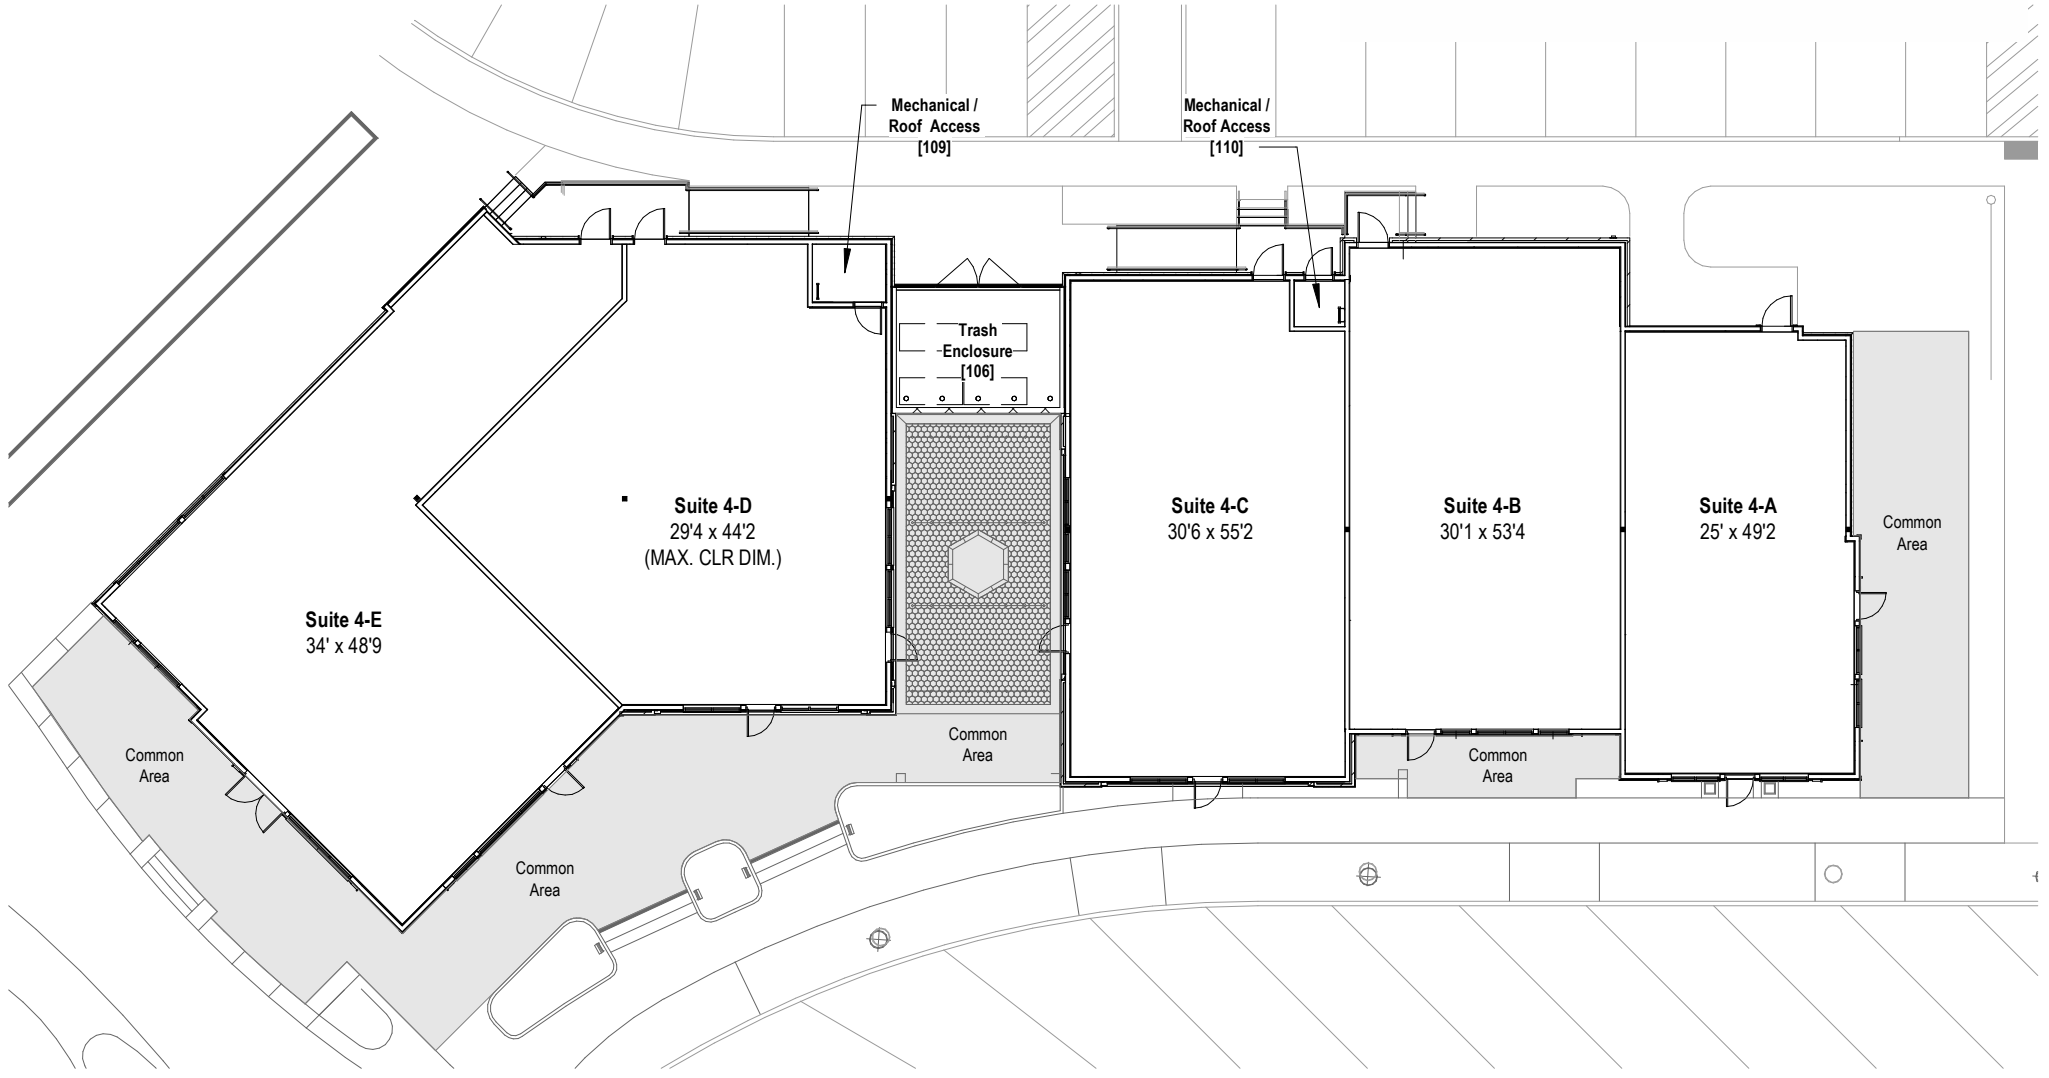 Mechanical /
Roof Access
[109]
Mechanical /
Roof Access
[110]
Trash
Enclosure
[106]
Suite 4-D
29'4 x 44'2
(MAX. CLR DIM.)
Suite 4-C
30'6 x 55'2
Suite 4-B
30'1 x 53'4
Suite 4-A
25' x 49'2
Common
Area
Suite 4-E
34' x 48'9
Common
Area
Common
Area
Common
Area
Common
Area